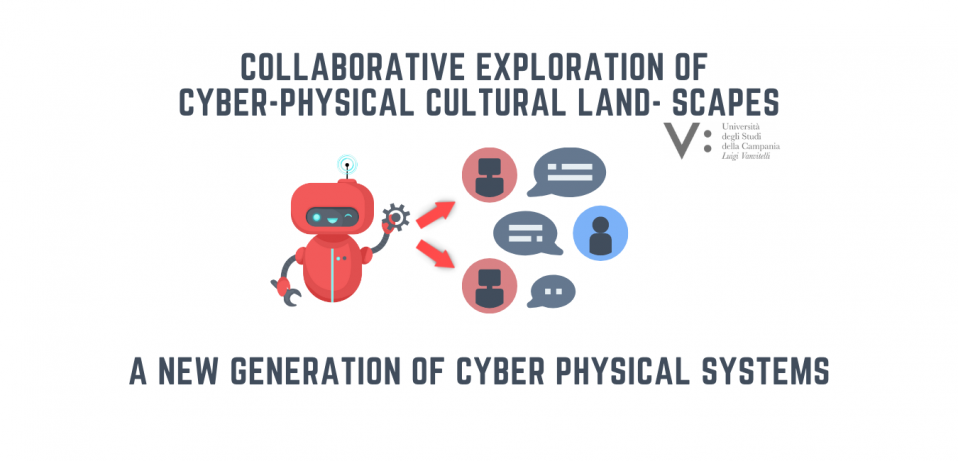 COLLABORATIVE EXPLORATION OF
CYBER-PHYSICAL CULTURAL LAND- SCAPES
V:
Università
degli Studi
della Campania
Luigi Vanvitelli
A NEW GENERATION OF CYBER PHYSICAL SYSTEMS